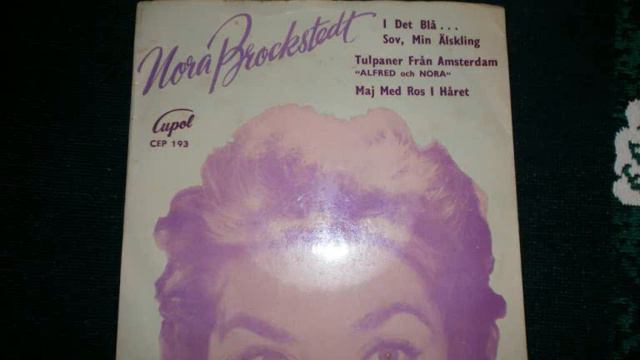 Nora Brockstedt
I Det Blå...
Sov, Min Älskling
Tulpaner Från Amsterdam
"ALFRED och NORA"
Maj Med Ros I Håret
Cupol
CEP 193